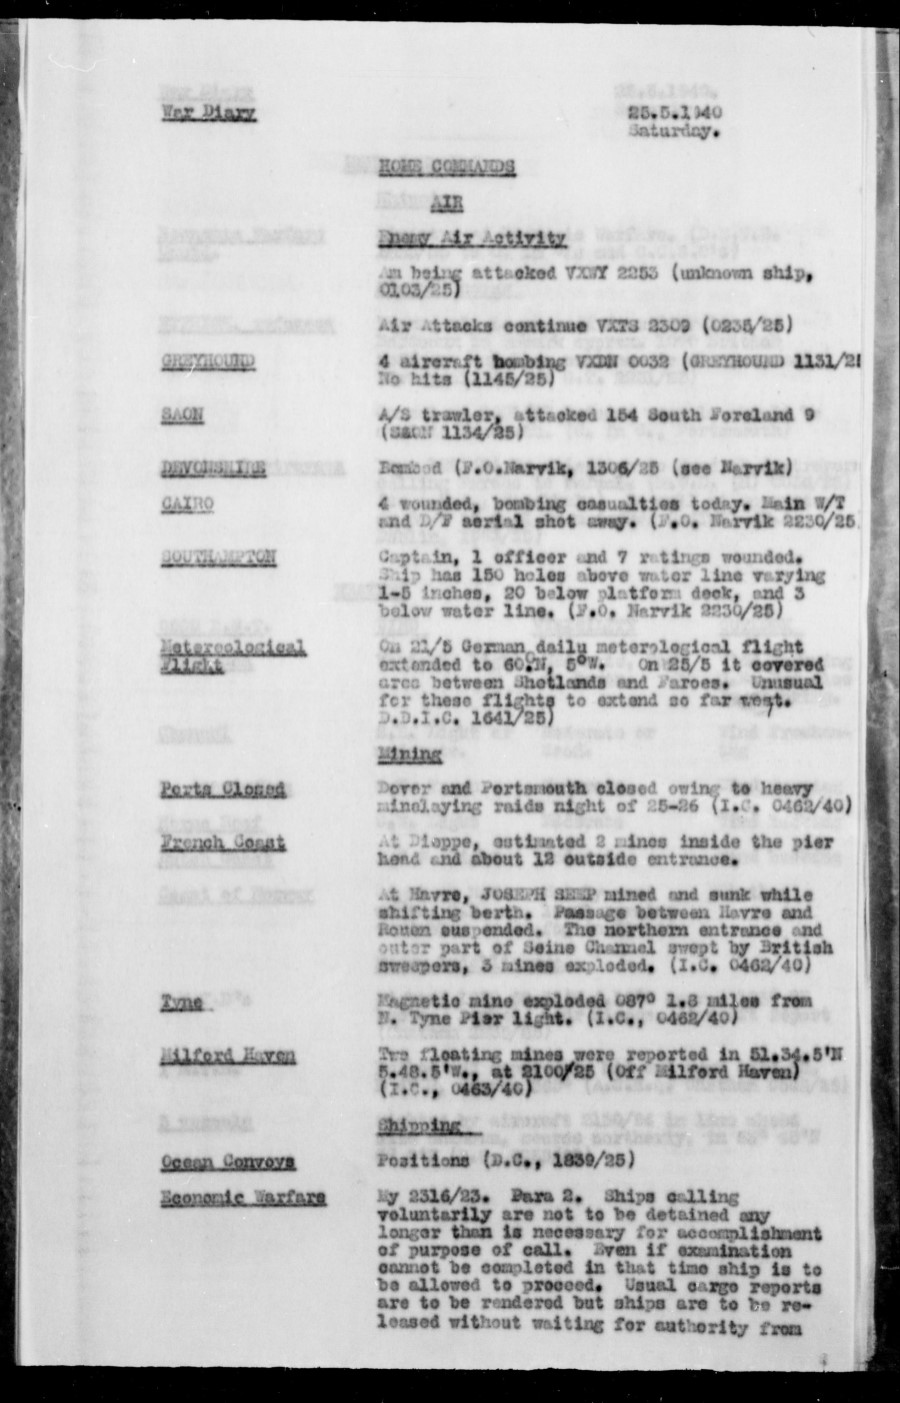 War Diary
25.5.1940
Saturday.
HOME COMMANDS
AIR
Enemy Air Activity
Am being attacked VXWY 2253 (unknown ship,
0103/25)
Air Attacks continue VXTS 2309 (0235/25)
GREYHOUND
4 aircraft bombing VXDN 0032 (GREYHOUND 1131/25
No hits (1145/25)
SAON
A/S trawler, attacked 154 South Foreland 9
(SAON 1134/25)
DEVONSHIRE
Bombed (F.O.Narvik, 1306/25 (see Narvik)
CAIRO
4 wounded, bombing casualties today. Main W/T
and D/F aerial shot away. (F.O. Narvik 2230/25
SOUTHAMPTON
Captain, 1 officer and 7 ratings wounded.
Ship has 150 holes above water line varying
1-5 inches, 20 below platform deck, and 3
below water line. (F.O. Narvik 2230/25)
Meterological
Flight
On 21/5 German daily meterological flight
extended to 60°N, 5°W. On 25/5 it covered
area between Shetlands and Faroes. Unusual
for these flights to extend so far west.
D.D.I.C. 1641/25)
Mining
Ports Closed
Dover and Portsmouth closed owing to heavy
minelaying raids night of 25-26 (I.C. 0462/40)
French Coast
At Dieppe, estimated 2 mines inside the pier
head and about 12 outside entrance.
At Havre, JOSEPH SEEP mined and sunk while
shifting berth. Passage between Havre and
Rouen suspended. The northern entrance and
outer part of Seine Channel swept by British
sweepers, 3 mines exploded. (I.C. 0462/40)
Tyne
Magnetic mine exploded 087° 1.3 miles from
N. Tyne Pier light. (I.C., 0462/40)
Milford Haven
Two floating mines were reported in 51.34.5'N
5.48.5'W., at 2100/25 (Off Milford Haven)
(I.C., 0463/40)
Shipping
Ocean Convoys
Positions (D.C., 1839/25)
Economic Warfare
My 2316/23. Para 2. Ships calling
voluntarily are not to be detained any
longer than is necessary for accomplishment
of purpose of call. Even if examination
cannot be completed in that time ship is to
be allowed to proceed. Usual cargo reports
are to be rendered but ships are to be re-
leased without waiting for authority from